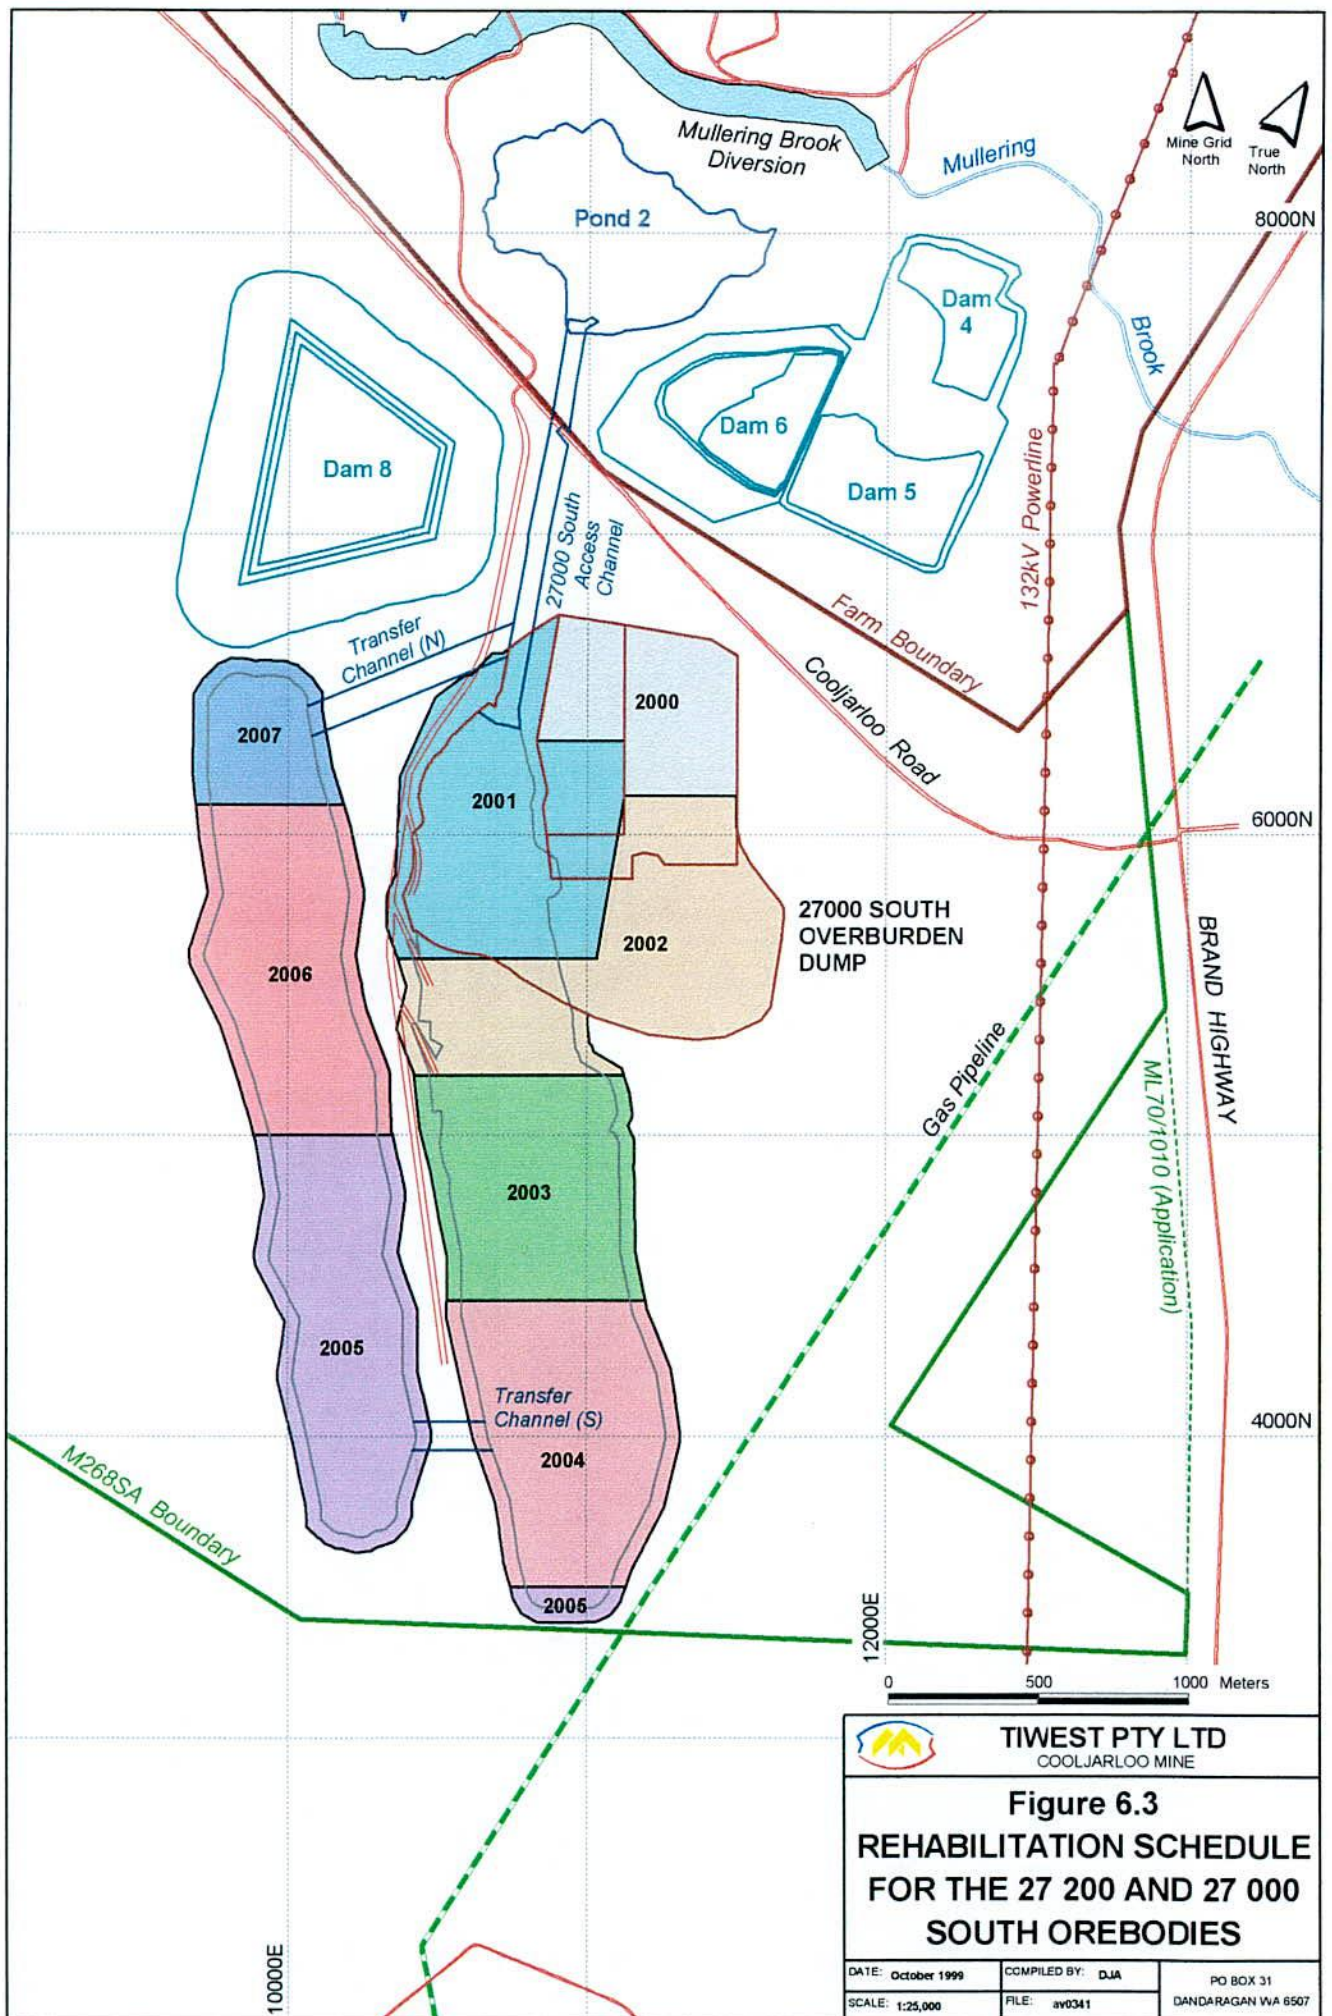 Mullering Brook
Diversion
Mullering
Brook
Mine Grid
North
True
North
8000N
Pond 2
Dam
4
Dam 6
Dam 5
Dam 8
132kV Powerline
27000 South
Access
Channel
Transfer
Channel (N)
Farm Boundary
Cooljarloo Road
2000
2007
2001
6000N
27000 SOUTH
OVERBURDEN
DUMP
2002
2006
BRAND HIGHWAY
Gas Pipeline
ML70/1010 (Application)
2003
2005
Transfer
Channel (S)
4000N
2004
M268SA Boundary
2005
12000E
0 500 1000 Meters
TIWEST PTY LTD
COOLJARLOO MINE
Figure 6.3
REHABILITATION SCHEDULE
FOR THE 27 200 AND 27 000
SOUTH OREBODIES
10000E
DATE: October 1999
COMPILED BY: DJA
PO BOX 31
DANDARAGAN WA 6507
SCALE: 1:25,000
FILE: av0341